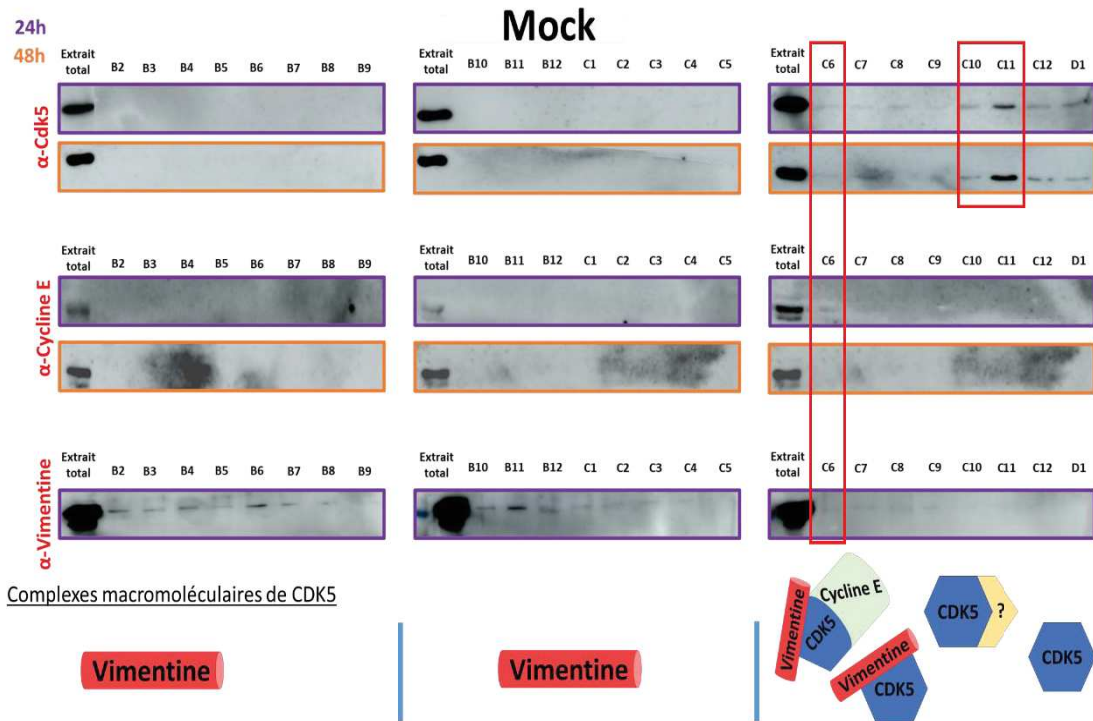 Mock
24h
48h
Extrait total B2 B3 B4 B5 B6 B7 B8 B9
Extrait total B10 B11 B12 C1 C2 C3 C4 C5
Extrait total C6 C7 C8 C9 C10 C11 C12 D1
α-Cdk5
Extrait total B2 B3 B4 B5 B6 B7 B8 B9
Extrait total B10 B11 B12 C1 C2 C3 C4 C5
Extrait total C6 C7 C8 C9 C10 C11 C12 D1
α-Cycline E
Extrait total B2 B3 B4 B5 B6 B7 B8 B9
Extrait total B10 B11 B12 C1 C2 C3 C4 C5
Extrait total C6 C7 C8 C9 C10 C11 C12 D1
α-Vimentine
Complexes macromoléculaires de CDK5
Vimentine
Vimentine
Vimentine
CDK5
Cycline E
Vimentine
CDK5
CDK5 ?
CDK5